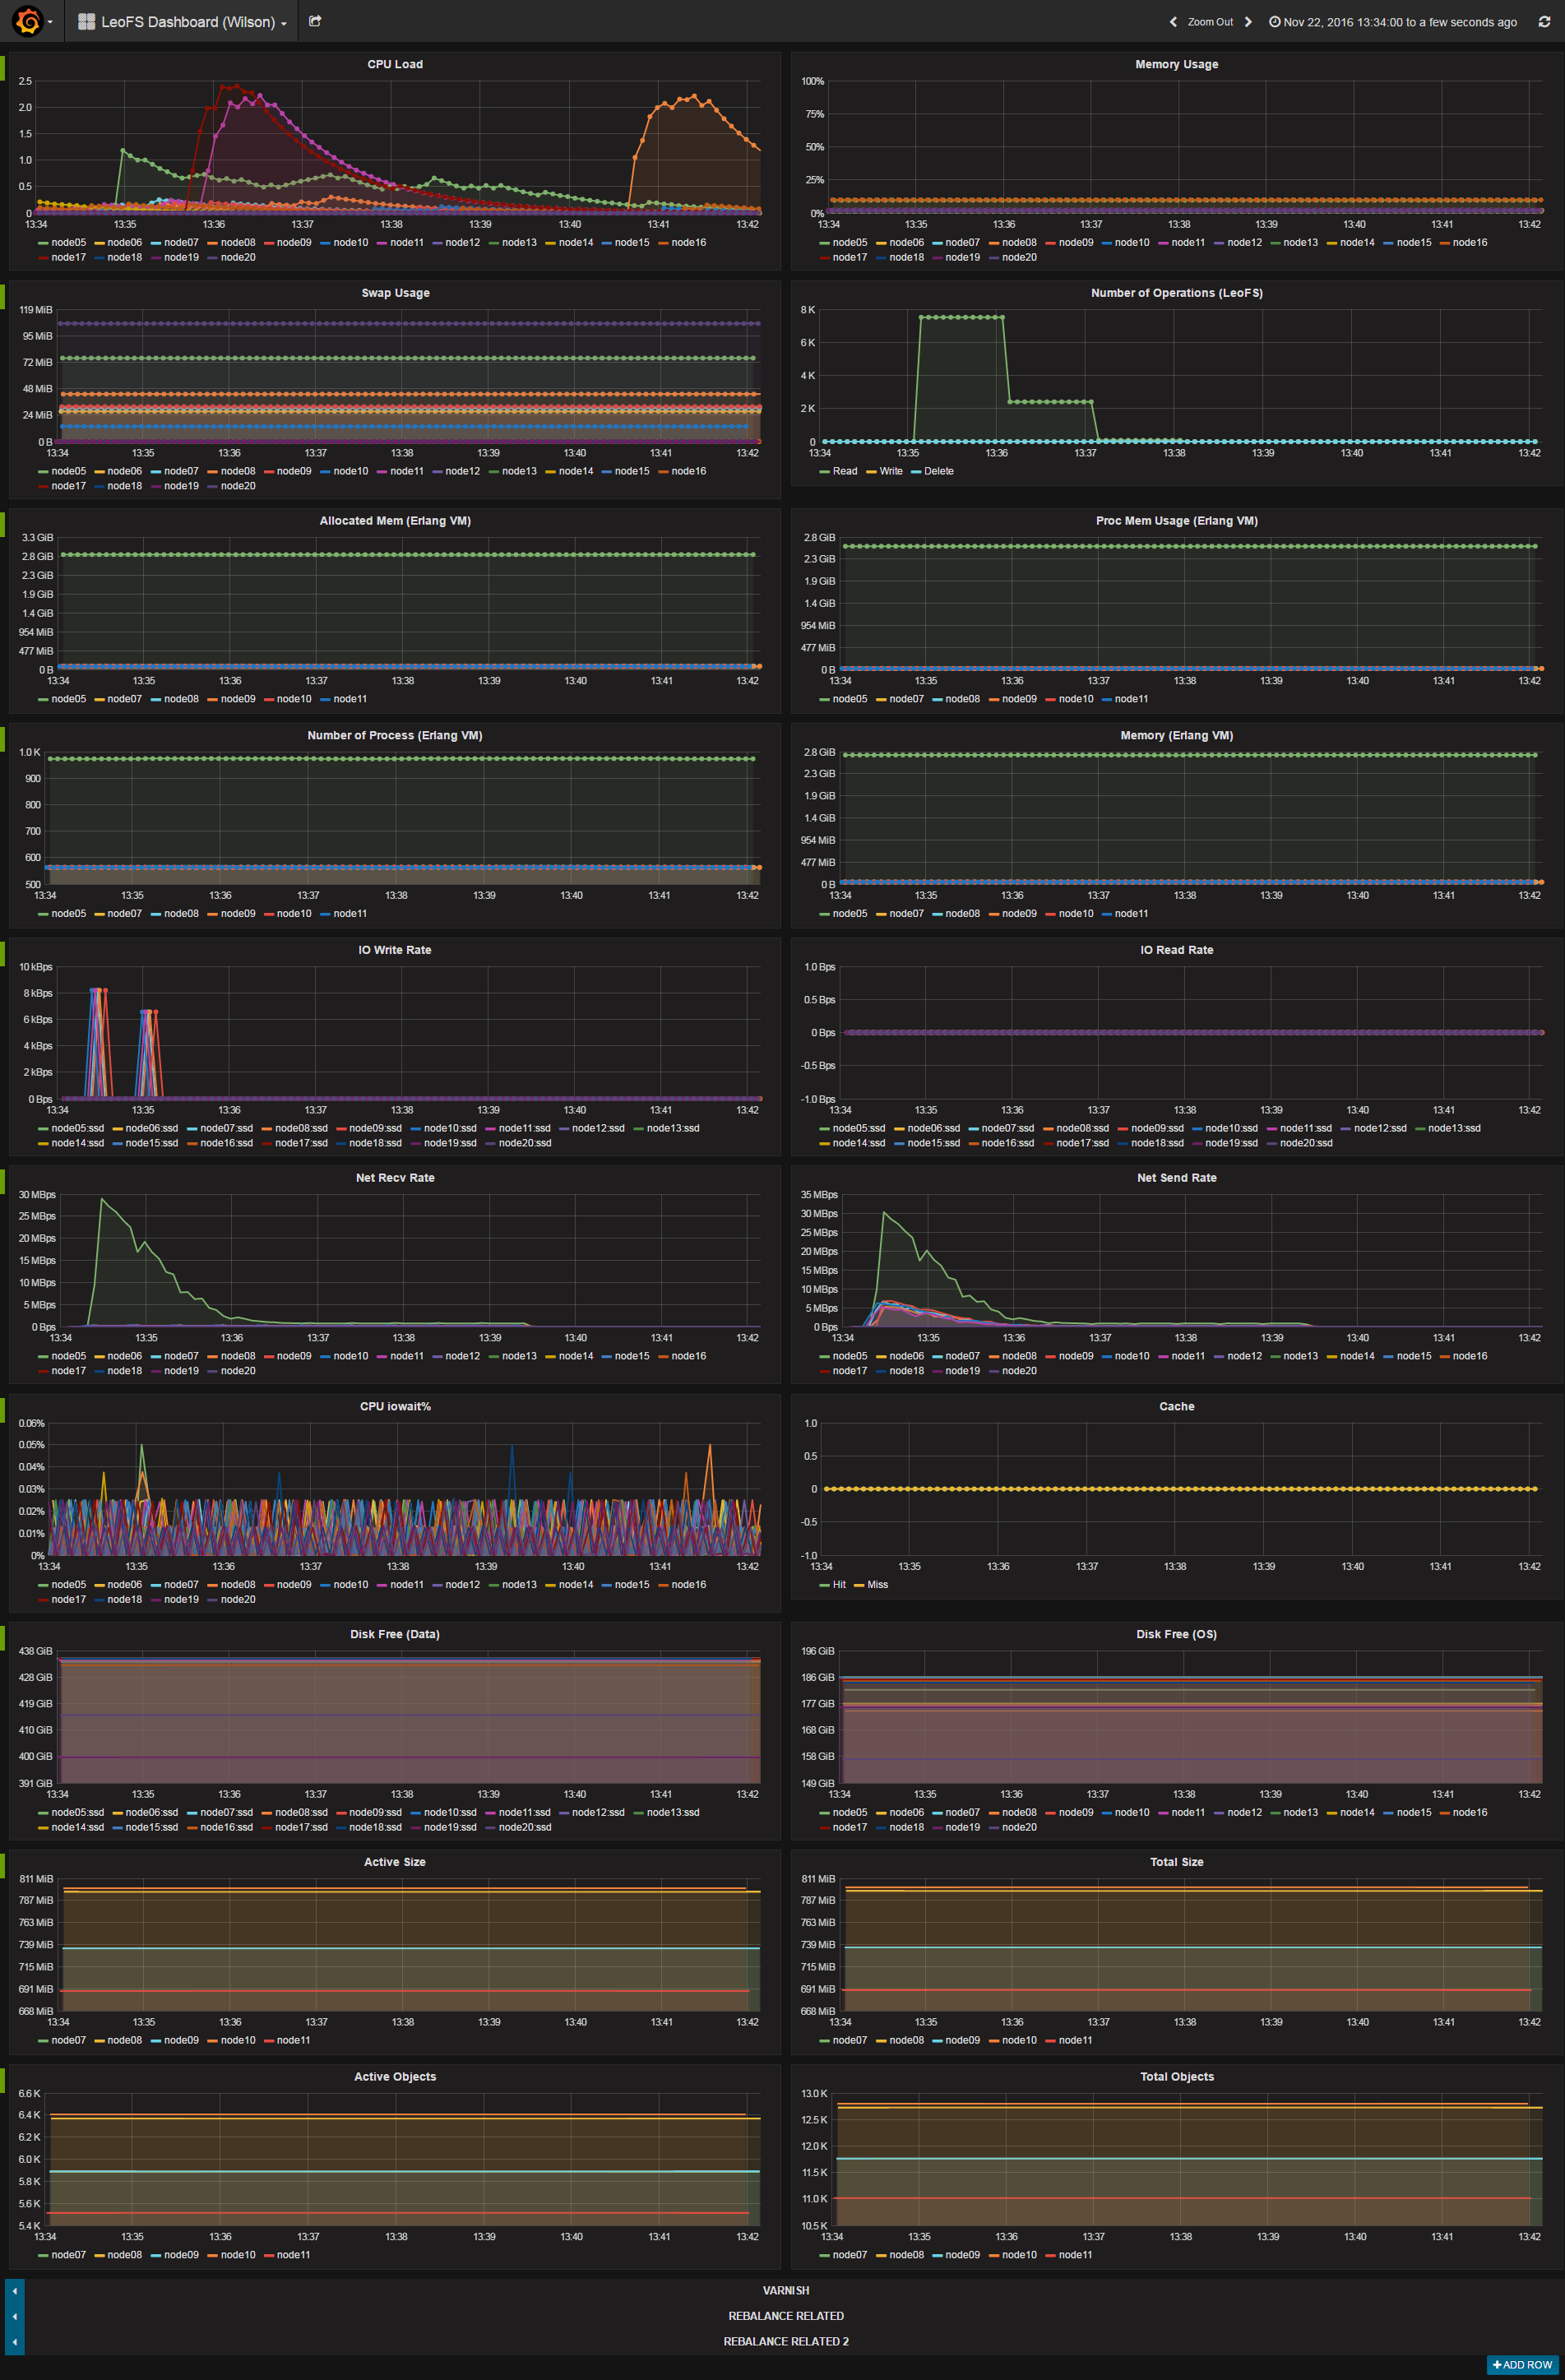 LeoFS Dashboard (Wilson)
Zoom Out
Nov 22, 2016 13:34:00 to a few seconds ago
CPU Load
2.5
2.0
1.5
1.0
0.5
0
13:34 13:35 13:36 13:37 13:38 13:39 13:40 13:41 13:42
node05 node06 node07 node08 node09 node10 node11 node12 node13 node14 node15 node16
node17 node18 node19 node20
Memory Usage
100%
75%
50%
25%
0%
13:34 13:35 13:36 13:37 13:38 13:39 13:40 13:41 13:42
node05 node06 node07 node08 node09 node10 node11 node12 node13 node14 node15 node16
node17 node18 node19 node20
Swap Usage
119 MiB
95 MiB
72 MiB
48 MiB
24 MiB
0 B
13:34 13:35 13:36 13:37 13:38 13:39 13:40 13:41 13:42
node05 node06 node07 node08 node09 node10 node11 node12 node13 node14 node15 node16
node17 node18 node19 node20
Number of Operations (LeoFS)
8 K
6 K
4 K
2 K
0
13:34 13:35 13:36 13:37 13:38 13:39 13:40 13:41 13:42
Read Write Delete
Allocated Mem (Erlang VM)
3.3 GiB
2.8 GiB
2.3 GiB
1.9 GiB
1.4 GiB
954 MiB
477 MiB
0 B
13:34 13:35 13:36 13:37 13:38 13:39 13:40 13:41 13:42
node05 node07 node08 node09 node10 node11
Proc Mem Usage (Erlang VM)
2.8 GiB
2.3 GiB
1.9 GiB
1.4 GiB
954 MiB
477 MiB
0 B
13:34 13:35 13:36 13:37 13:38 13:39 13:40 13:41 13:42
node05 node07 node08 node09 node10 node11
Number of Process (Erlang VM)
1.0 K
900
800
700
600
500
13:34 13:35 13:36 13:37 13:38 13:39 13:40 13:41 13:42
node05 node07 node08 node09 node10 node11
Memory (Erlang VM)
2.8 GiB
2.3 GiB
1.9 GiB
1.4 GiB
954 MiB
477 MiB
0 B
13:34 13:35 13:36 13:37 13:38 13:39 13:40 13:41 13:42
node05 node07 node08 node09 node10 node11
IO Write Rate
10 kBps
8 kBps
6 kBps
4 kBps
2 kBps
0 Bps
13:34 13:35 13:36 13:37 13:38 13:39 13:40 13:41 13:42
node05:ssd node06:ssd node07:ssd node08:ssd node09:ssd node10:ssd node11:ssd node12:ssd node13:ssd
node14:ssd node15:ssd node16:ssd node17:ssd node18:ssd node19:ssd node20:ssd
IO Read Rate
1.0 Bps
0.5 Bps
0 Bps
-0.5 Bps
-1.0 Bps
13:34 13:35 13:36 13:37 13:38 13:39 13:40 13:41 13:42
node05:ssd node06:ssd node07:ssd node08:ssd node09:ssd node10:ssd node11:ssd node12:ssd node13:ssd
node14:ssd node15:ssd node16:ssd node17:ssd node18:ssd node19:ssd node20:ssd
Net Recv Rate
30 MBps
25 MBps
20 MBps
15 MBps
10 MBps
5 MBps
0 Bps
13:34 13:35 13:36 13:37 13:38 13:39 13:40 13:41 13:42
node05 node06 node07 node08 node09 node10 node11 node12 node13 node14 node15 node16
node17 node18 node19 node20
Net Send Rate
35 MBps
30 MBps
25 MBps
20 MBps
15 MBps
10 MBps
5 MBps
0 Bps
13:34 13:35 13:36 13:37 13:38 13:39 13:40 13:41 13:42
node05 node06 node07 node08 node09 node10 node11 node12 node13 node14 node15 node16
node17 node18 node19 node20
CPU iowait%
0.06%
0.05%
0.04%
0.03%
0.02%
0.01%
0%
13:34 13:35 13:36 13:37 13:38 13:39 13:40 13:41 13:42
node05 node06 node07 node08 node09 node10 node11 node12 node13 node14 node15 node16
node17 node18 node19 node20
Cache
1.0
0.5
0
-0.5
-1.0
13:34 13:35 13:36 13:37 13:38 13:39 13:40 13:41 13:42
Hit Miss
Disk Free (Data)
438 GiB
428 GiB
419 GiB
410 GiB
400 GiB
391 GiB
13:34 13:35 13:36 13:37 13:38 13:39 13:40 13:41 13:42
node05:ssd node06:ssd node07:ssd node08:ssd node09:ssd node10:ssd node11:ssd node12:ssd node13:ssd
node14:ssd node15:ssd node16:ssd node17:ssd node18:ssd node19:ssd node20:ssd
Disk Free (OS)
196 GiB
186 GiB
177 GiB
168 GiB
158 GiB
149 GiB
13:34 13:35 13:36 13:37 13:38 13:39 13:40 13:41 13:42
node05 node06 node07 node08 node09 node10 node11 node12 node13 node14 node15 node16
node17 node18 node19 node20
Active Size
811 MiB
787 MiB
763 MiB
739 MiB
715 MiB
691 MiB
668 MiB
13:34 13:35 13:36 13:37 13:38 13:39 13:40 13:41 13:42
node07 node08 node09 node10 node11
Total Size
811 MiB
787 MiB
763 MiB
739 MiB
715 MiB
691 MiB
668 MiB
13:34 13:35 13:36 13:37 13:38 13:39 13:40 13:41 13:42
node07 node08 node09 node10 node11
Active Objects
6.6 K
6.4 K
6.2 K
6.0 K
5.8 K
5.6 K
5.4 K
13:34 13:35 13:36 13:37 13:38 13:39 13:40 13:41 13:42
node07 node08 node09 node10 node11
Total Objects
13.0 K
12.5 K
12.0 K
11.5 K
11.0 K
10.5 K
13:34 13:35 13:36 13:37 13:38 13:39 13:40 13:41 13:42
node07 node08 node09 node10 node11
VARNISH
REBALANCE RELATED
REBALANCE RELATED 2
ADD ROW